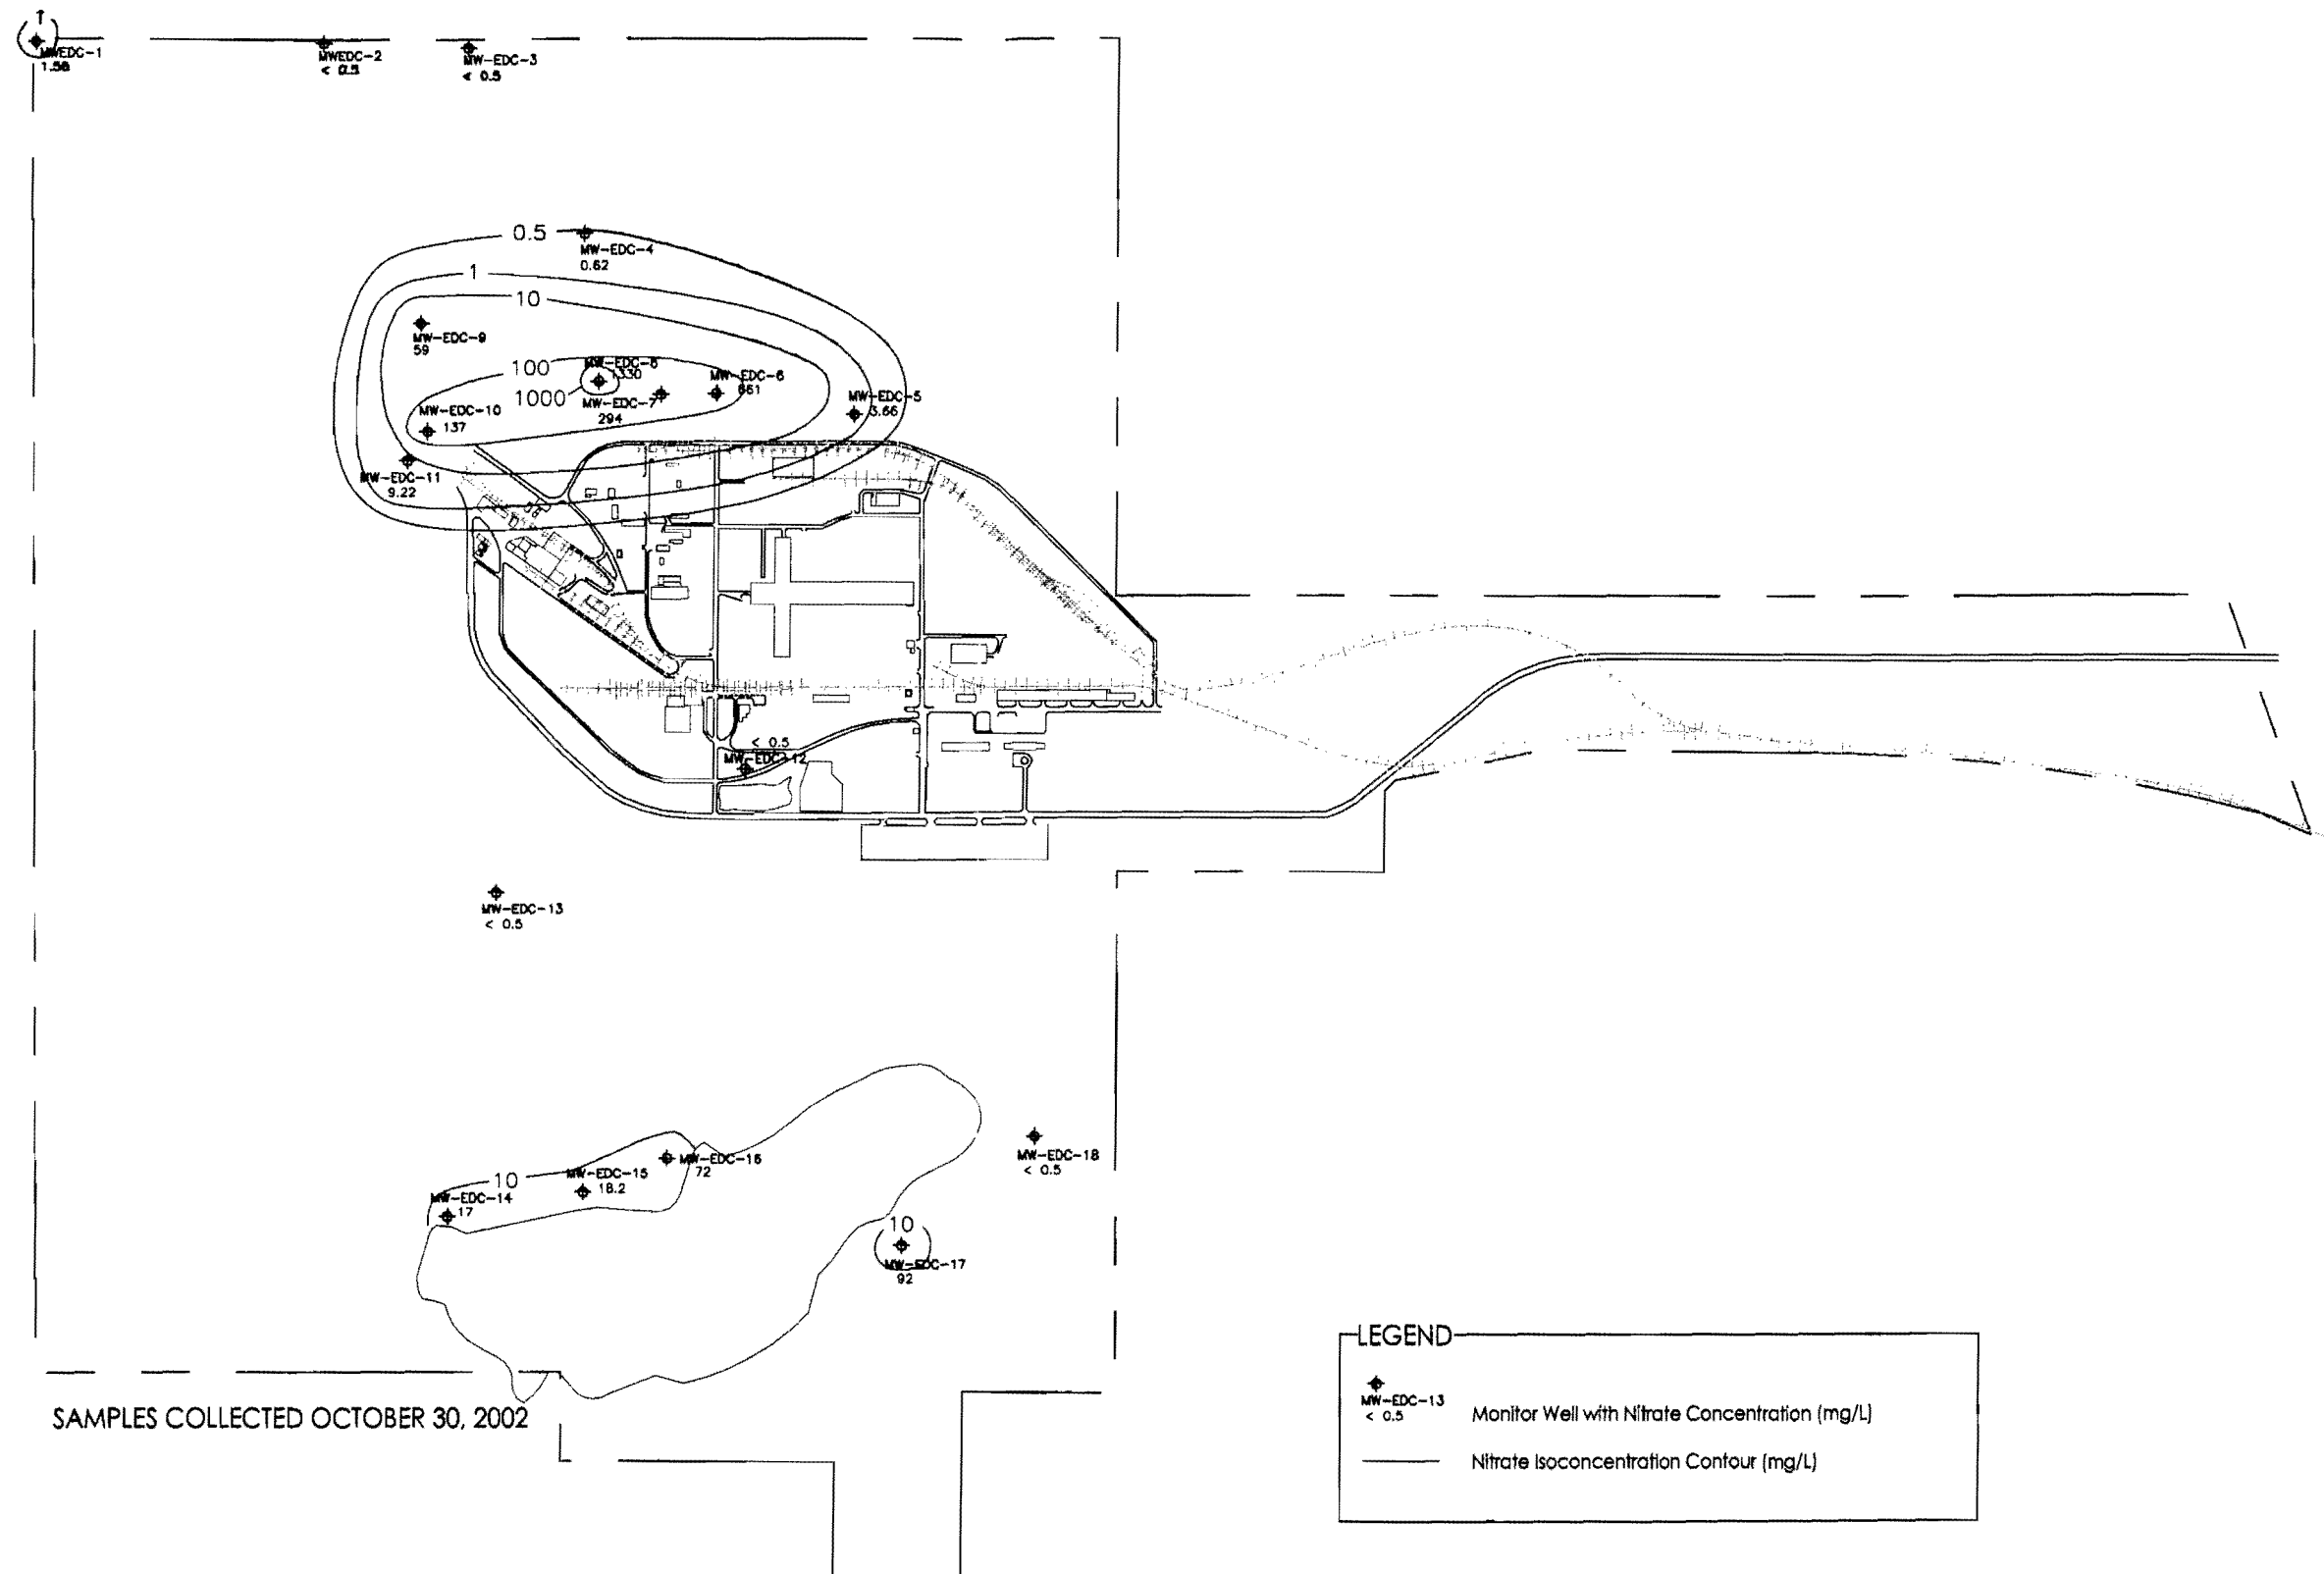 1
MWEDC-1
1.58
MWEDC-2
< 0.5
MW-EDC-3
< 0.5
0.5
MW-EDC-4
0.62
1
10
MW-EDC-9
59
100
MW-EDC-8
1330
1000
MW-EDC-7
294
MW-EDC-6
661
MW-EDC-5
3.66
MW-EDC-10
137
MW-EDC-11
9.22
< 0.5
MW-EDC-12
MW-EDC-13
< 0.5
10
MW-EDC-14
17
MW-EDC-15
18.2
MW-EDC-16
72
MW-EDC-18
< 0.5
10
MW-EDC-17
92
SAMPLES COLLECTED OCTOBER 30, 2002
LEGEND
MW-EDC-13
< 0.5
Monitor Well with Nitrate Concentration (mg/L)
Nitrate Isoconcentration Contour (mg/L)